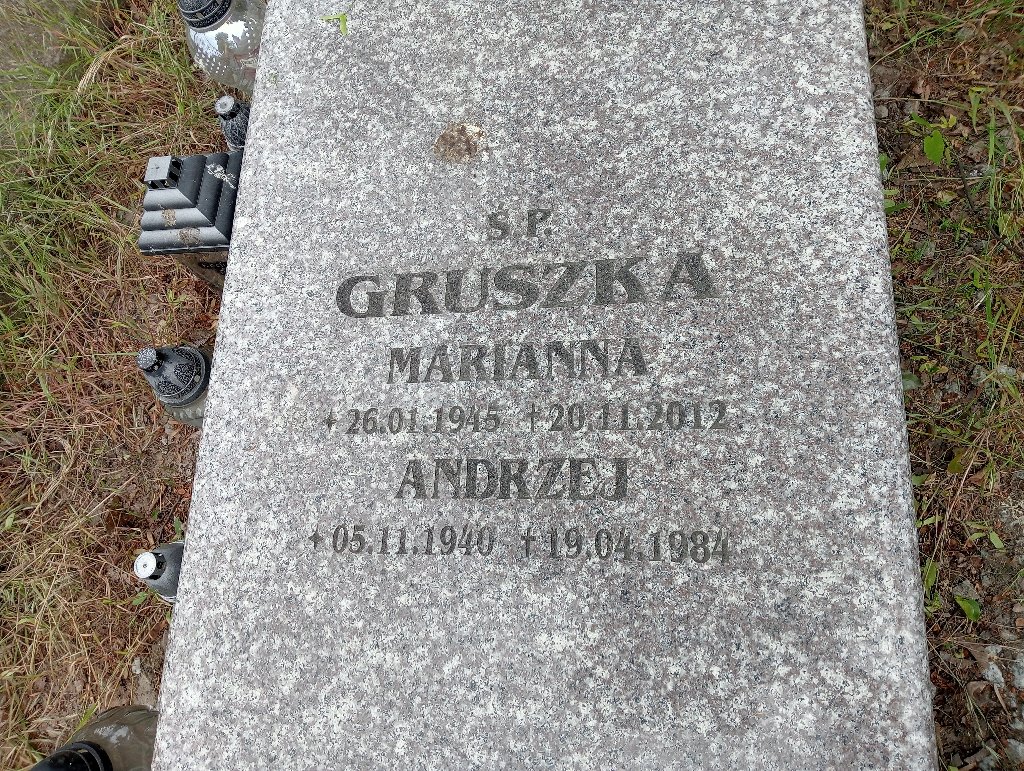 Ś.P.
GRUSZKA
MARIANNA
+26.01.1945 †20.11.2012
ANDRZEJ
+05.11.1940 †19.04.1984